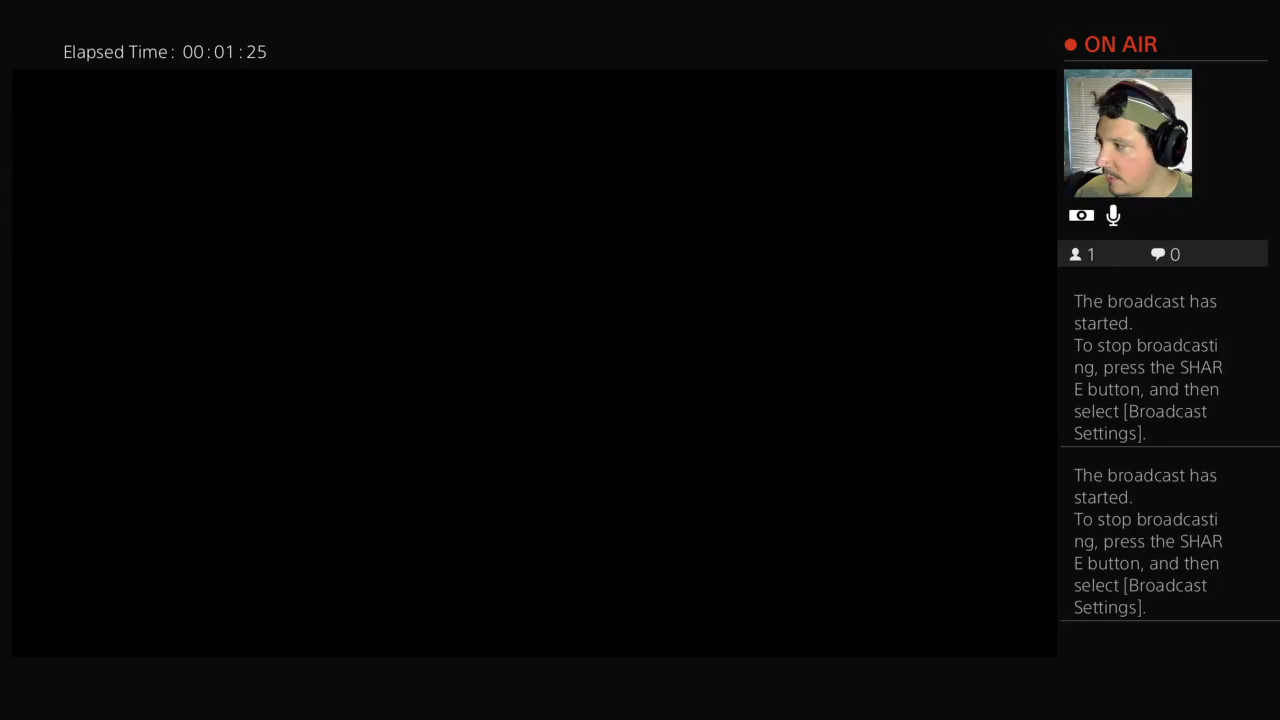 Elapsed Time: 00:01:25
ON AIR
1 0
The broadcast has
started.
To stop broadcasti
ng, press the SHAR
E button, and then
select [Broadcast
Settings].
The broadcast has
started.
To stop broadcasti
ng, press the SHAR
E button, and then
select [Broadcast
Settings].